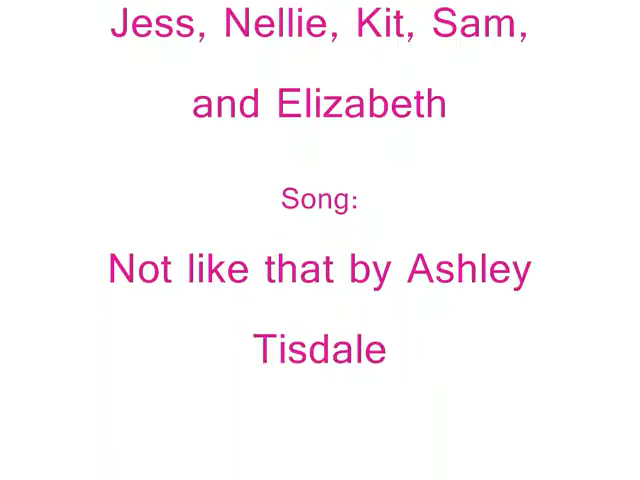 Jess, Nellie, Kit, Sam,
and Elizabeth
Song:
Not like that by Ashley
Tisdale